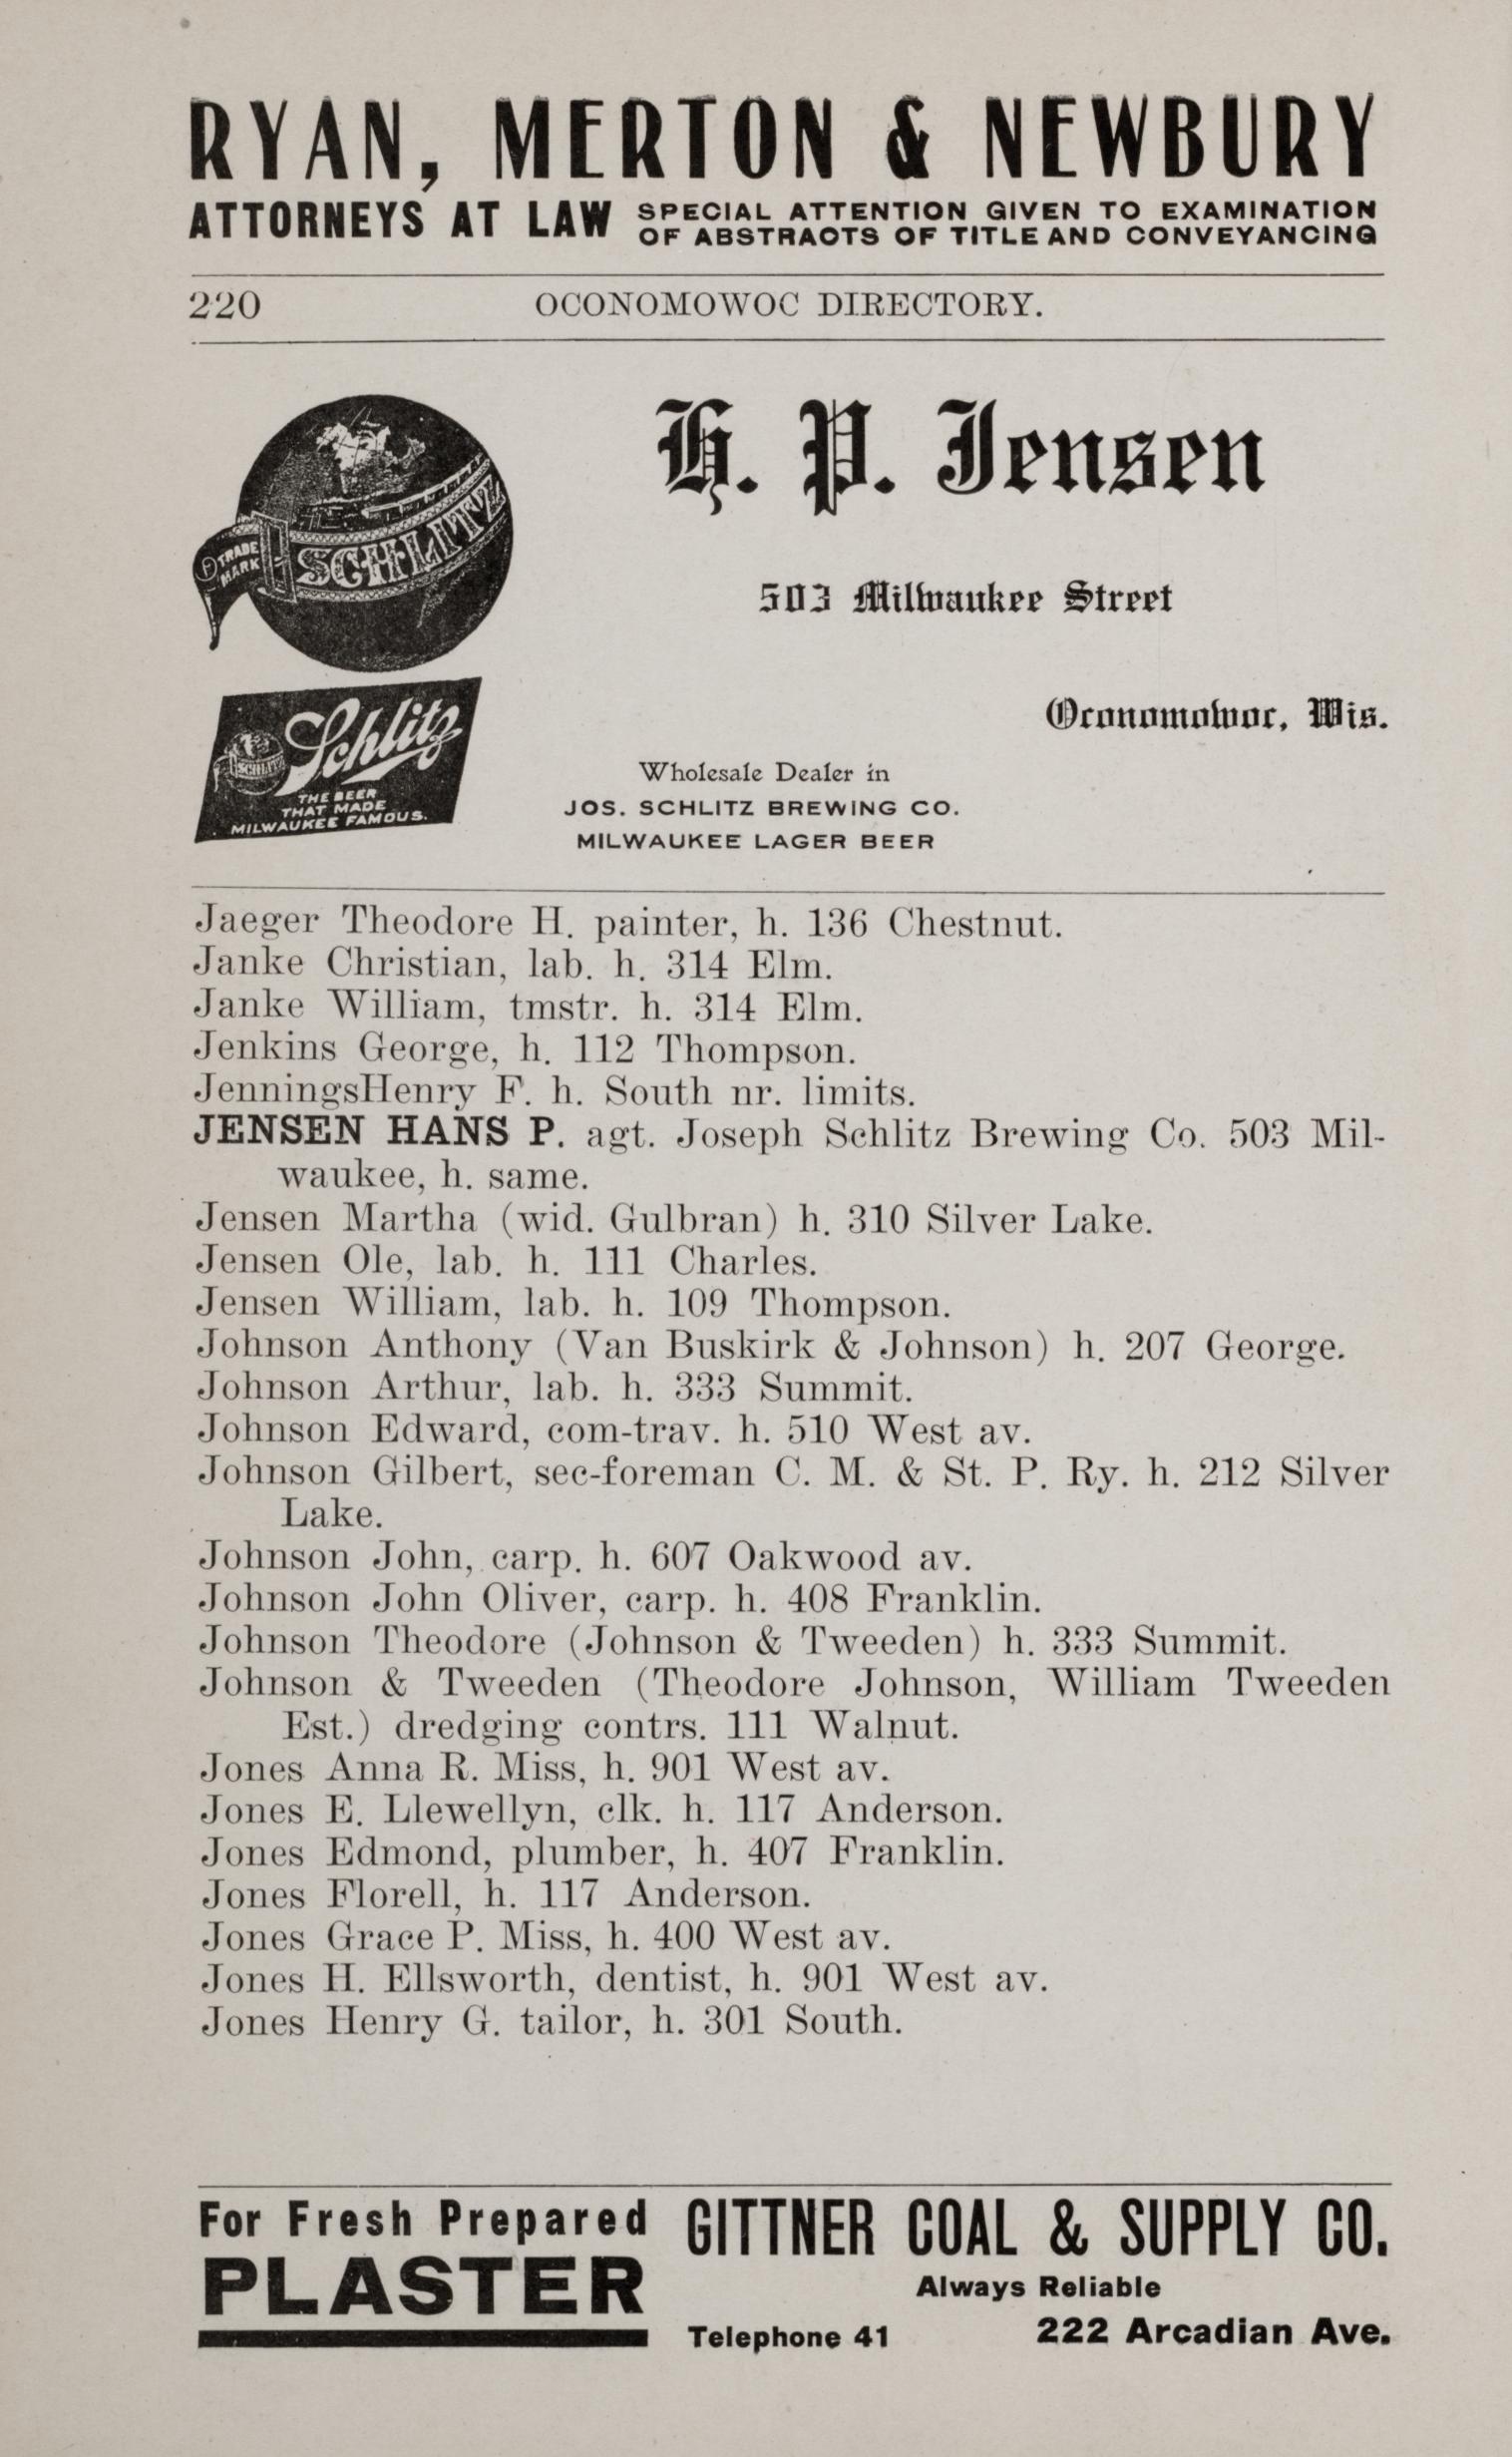 RYAN, MERTON & NEWBURY
ATTORNEYS AT LAW SPECIAL ATTENTION GIVEN TO EXAMINATION
OF ABSTRACTS OF TITLE AND CONVEYANCING
220 OCONOMOWOC DIRECTORY.
SCHLITZ
TRADE
MARK
H. P. Jensen
503 Milwaukee Street
Oconomowoc, Wis.
SCHLITZ
Schlitz
THE BEER
THAT MADE
MILWAUKEE FAMOUS.
Wholesale Dealer in
JOS. SCHLITZ BREWING CO.
MILWAUKEE LAGER BEER
Jaeger Theodore H. painter, h. 136 Chestnut.
Janke Christian, lab. h. 314 Elm.
Janke William, tmstr. h. 314 Elm.
Jenkins George, h. 112 Thompson.
JenningsHenry F. h. South nr. limits.
JENSEN HANS P. agt. Joseph Schlitz Brewing Co. 503 Mil-
waukee, h. same.
Jensen Martha (wid. Gulbran) h. 310 Silver Lake.
Jensen Ole, lab. h. 111 Charles.
Jensen William, lab. h. 109 Thompson.
Johnson Anthony (Van Buskirk & Johnson) h. 207 George.
Johnson Arthur, lab. h. 333 Summit.
Johnson Edward, com-trav. h. 510 West av.
Johnson Gilbert, sec-foreman C. M. & St. P. Ry. h. 212 Silver
Lake.
Johnson John, carp. h. 607 Oakwood av.
Johnson John Oliver, carp. h. 408 Franklin.
Johnson Theodore (Johnson & Tweeden) h. 333 Summit.
Johnson & Tweeden (Theodore Johnson, William Tweeden
Est.) dredging contrs. 111 Walnut.
Jones Anna R. Miss, h. 901 West av.
Jones E. Llewellyn, clk. h. 117 Anderson.
Jones Edmond, plumber, h. 407 Franklin.
Jones Florell, h. 117 Anderson.
Jones Grace P. Miss, h. 400 West av.
Jones H. Ellsworth, dentist, h. 901 West av.
Jones Henry G. tailor, h. 301 South.
For Fresh Prepared
PLASTER
GITTNER COAL & SUPPLY CO.
Always Reliable
Telephone 41 222 Arcadian Ave.